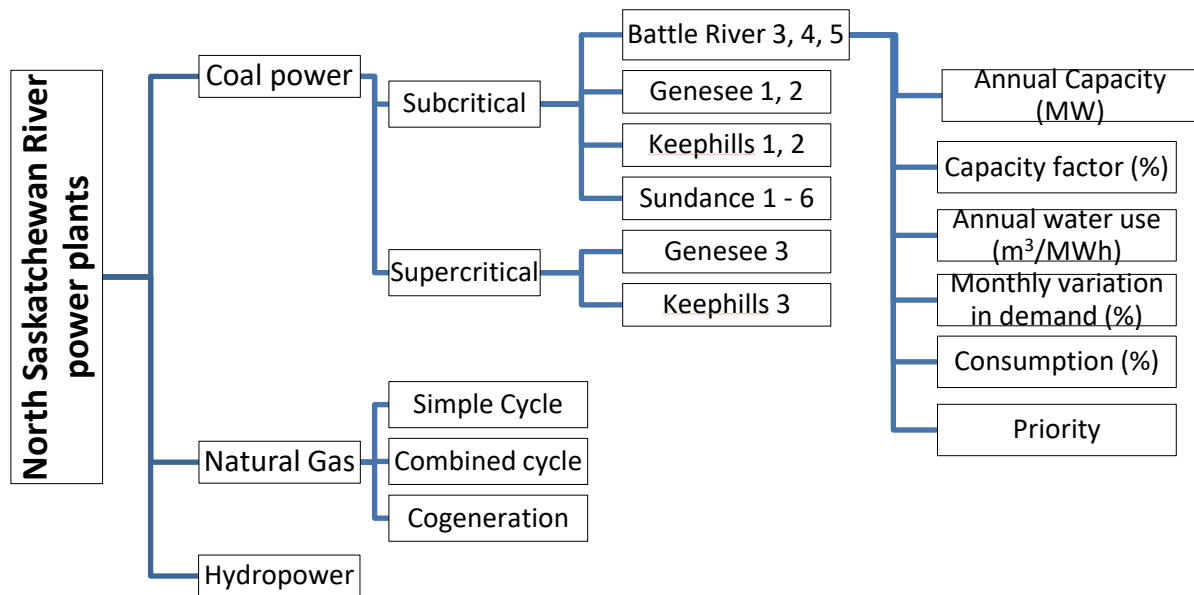 North Saskatchewan River
power plants
Coal power
Natural Gas
Hydropower
Subcritical
Supercritical
Simple Cycle
Combined cycle
Cogeneration
Battle River 3, 4, 5
Genesee 1, 2
Keephills 1, 2
Sundance 1 - 6
Genesee 3
Keephills 3
Annual Capacity
(MW)
Capacity factor (%)
Annual water use
(m³/MWh)
Monthly variation
in demand (%)
Consumption (%)
Priority